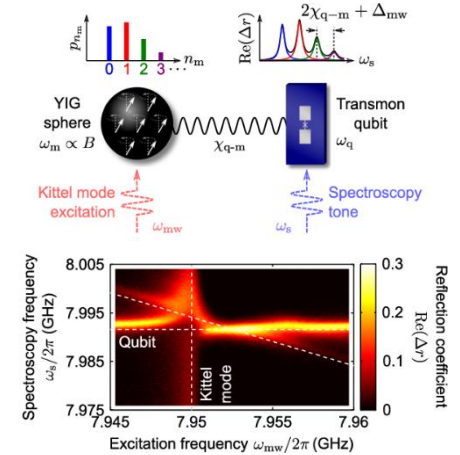 p_{n_m}
n_m
0 1 2 3 ...
Re(Δr)
2χ_{q-m} + Δ_{mw}
ω_s
YIG
sphere
ω_m ∝ B
χ_{q-m}
Transmon
qubit
ω_q
Kittel mode
excitation
ω_{mw}
Spectroscopy
tone
ω_s
Spectroscopy frequency
ω_s/2π (GHz)
8.005
7.995
7.985
7.975
Qubit
Kittel
mode
7.945 7.95 7.955 7.96
Excitation frequency ω_{mw}/2π (GHz)
0.3
0.2
0.1
0
Reflection coefficient
Re(Δr)